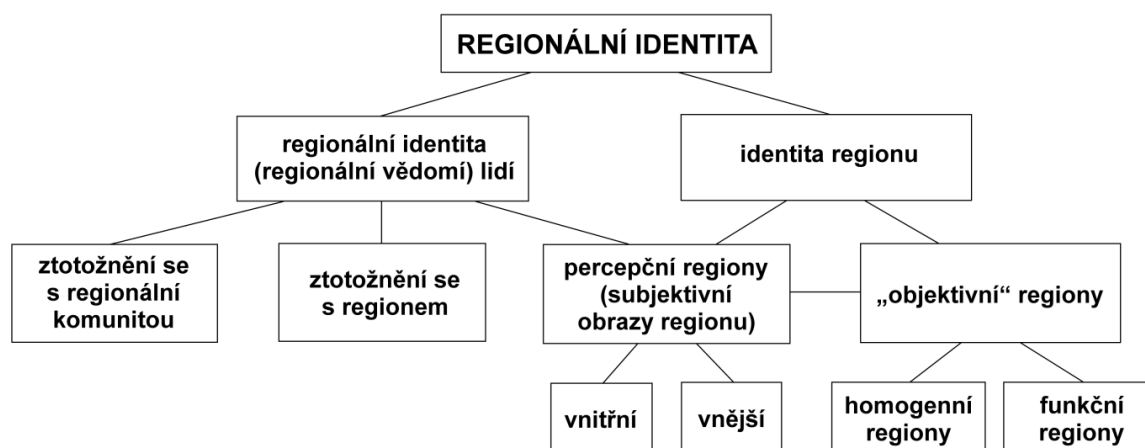 REGIONÁLNÍ IDENTITA
regionální identita
(regionální vědomí) lidí
identita regionu
ztotožnění se
s regionální
komunitou
ztotožnění se
s regionem
percepční regiony
(subjektivní
obrazy regionu)
„objektivní“ regiony
vnitřní
vnější
homogenní
regiony
funkční
regiony